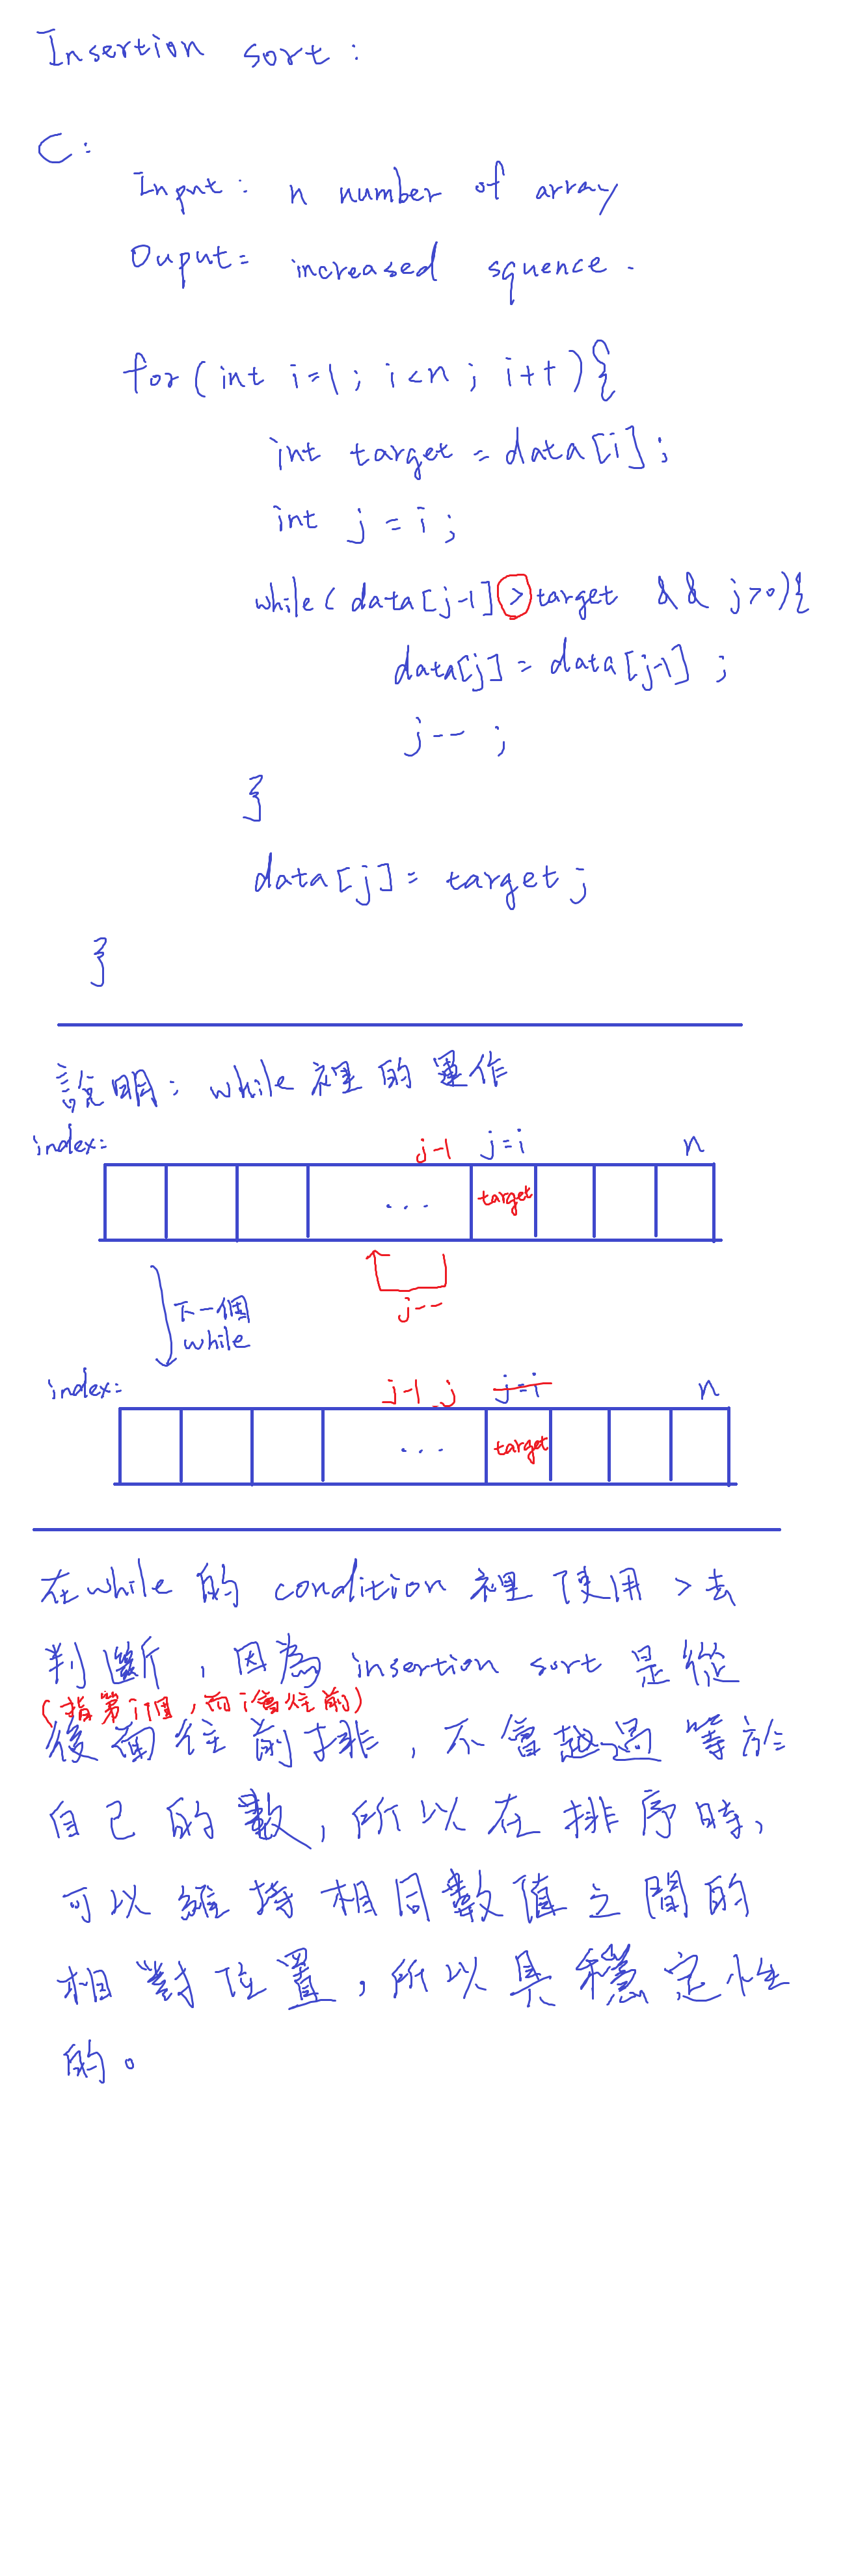 Insertion sort :
C :
Input : n number of array
Ouput = increased squence .
for ( int i=1 ; i<n ; i++ ) {
int target = data[i] ;
int j = i ;
while ( data[j-1] > target && j>0 ) {
data[j] = data[j-1] ;
j-- ;
}
data[j] = target ;
}
說明 : while 裡的運作
index: j-1 j=i n
... target
j--
下一個
while
index: j-1 j j=i n
... target
在while 的 condition 裡使用 > 去
判斷 , 因為 insertion sort 是從
(指第i個 , 而i會往前)
後面往前排 , 不會越過等於
自己的數 , 所以在排序時、
可以維持相同數值之間的
相對位置 , 所以具穩定性
的。